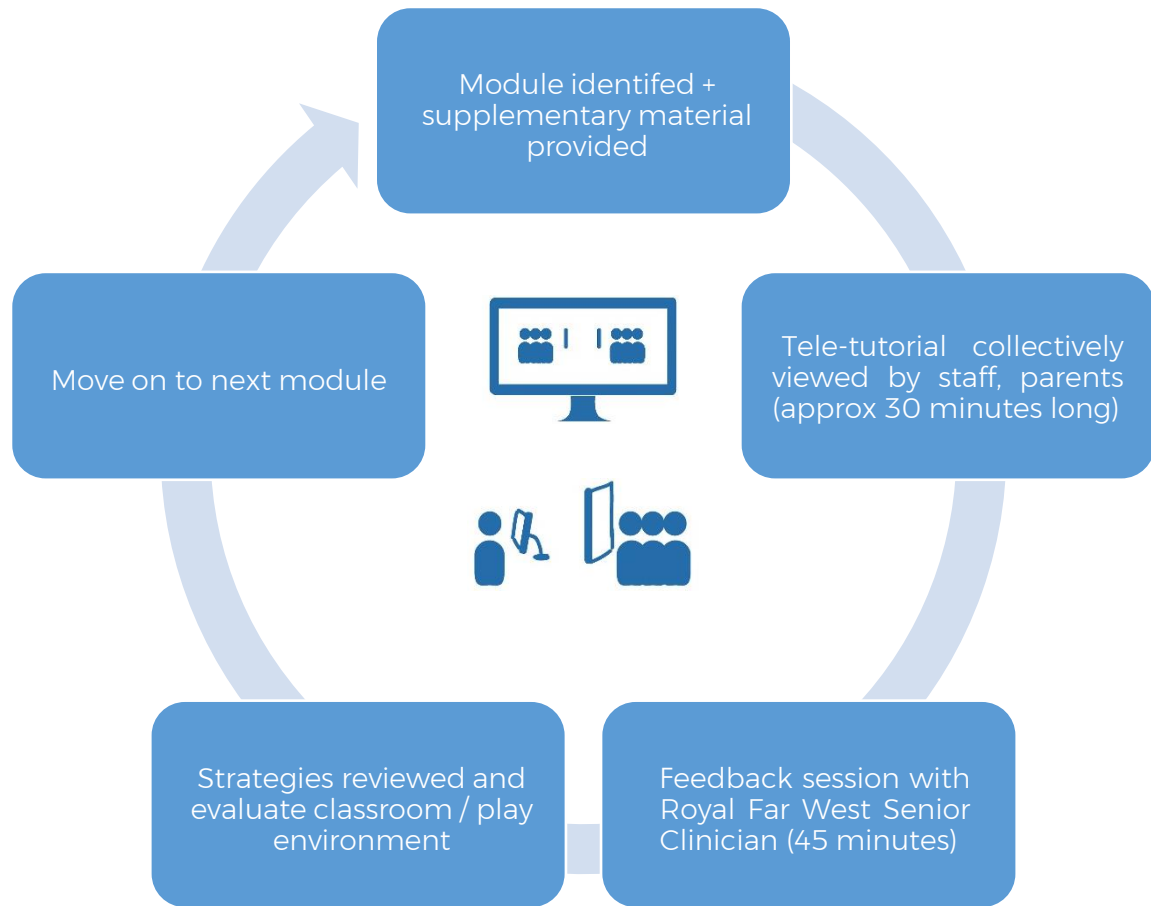 Module identifed +
supplementary material
provided
Tele-tutorial collectively
viewed by staff, parents
(approx 30 minutes long)
Feedback session with
Royal Far West Senior
Clinician (45 minutes)
Strategies reviewed and
evaluate classroom / play
environment
Move on to next module